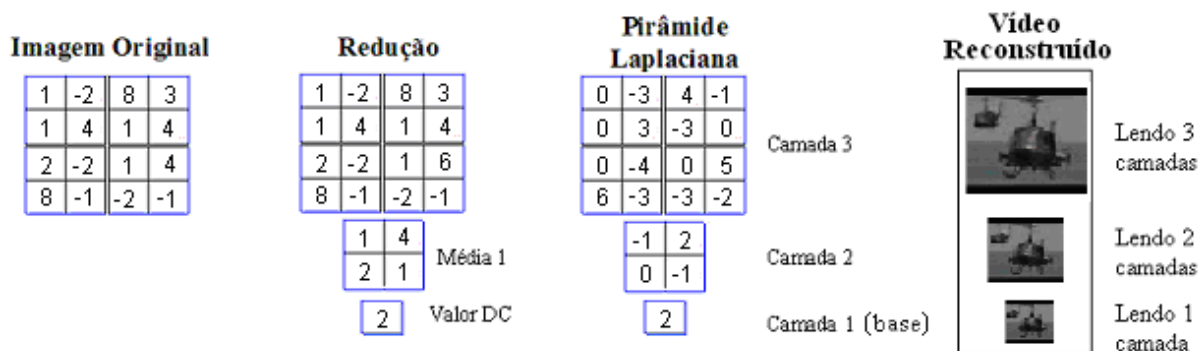 Imagem Original
1 -2 8 3
1 4 1 4
2 -2 1 4
8 -1 -2 -1
Redução
1 -2 8 3
1 4 1 4
2 -2 1 6
8 -1 -2 -1
1 4
2 1
Média 1
2
Valor DC
Pirâmide
Laplaciana
0 -3 4 -1
0 3 -3 0
0 -4 0 5
6 -3 -3 -2
Camada 3
-1 2
0 -1
Camada 2
2
Camada 1 (base)
Vídeo
Reconstruído
Lendo 3
camadas
Lendo 2
camadas
Lendo 1
camada